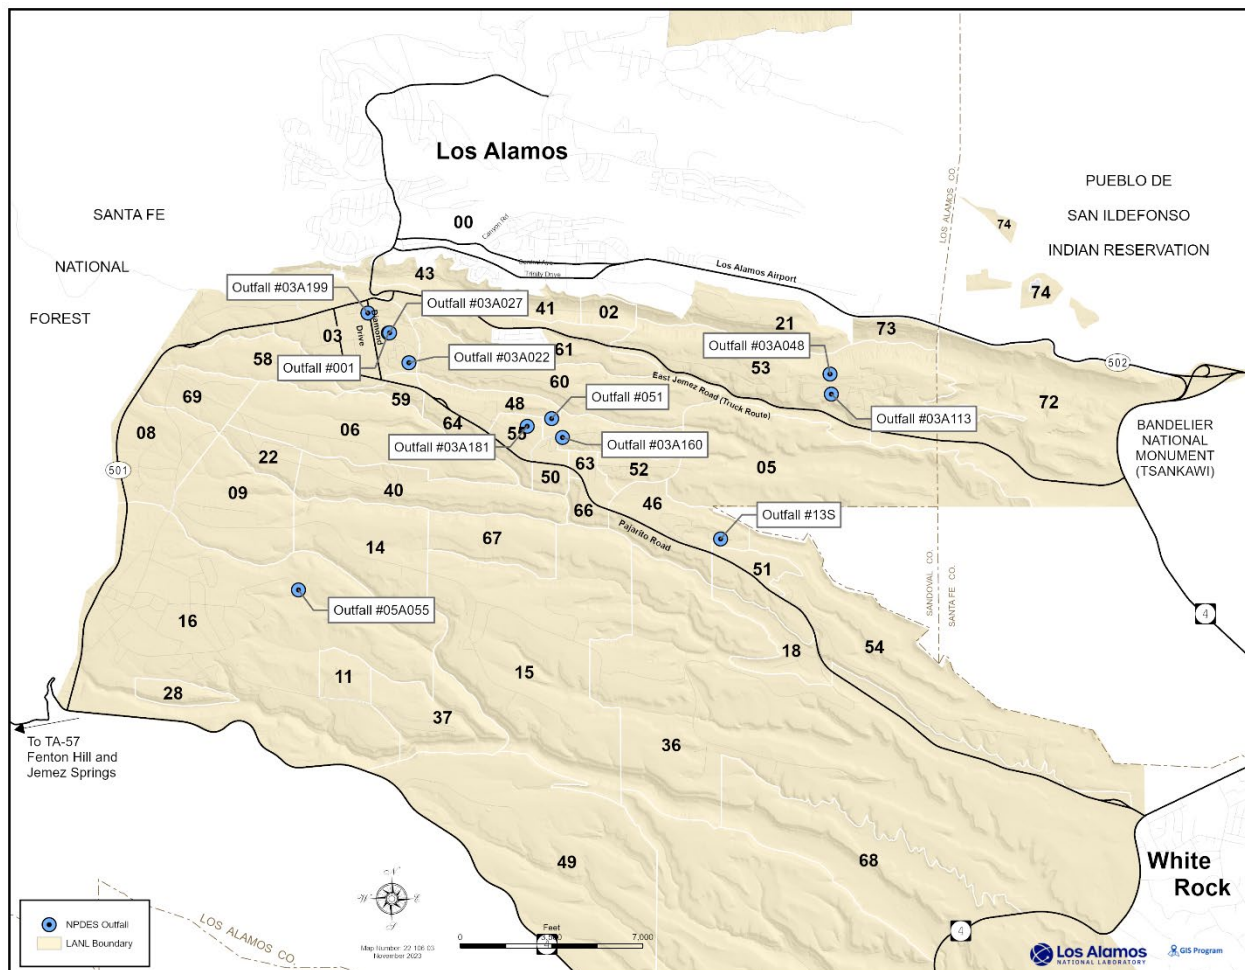 Los Alamos
PUEBLO DE
SAN ILDEFONSO
INDIAN RESERVATION
LOS ALAMOS CO.
SANTA FE
NATIONAL
FOREST
00
Canyon Rd
Central Ave
Trinity Drive
Los Alamos Airport
74
74
43
Outfall #03A199
Outfall #03A027
41
02
21
73
03
Diamond
Drive
58
Outfall #001
Outfall #03A022
61
Outfall #03A048
53
502
60
East Jemez Road (Truck Route)
69
59
48
Outfall #051
Outfall #03A113
72
08
06
64
55
Outfall #03A181
Outfall #03A160
BANDELIER
NATIONAL
MONUMENT
(TSANKAWI)
501
22
09
40
50
63
52
05
46
66
Outfall #13S
Pajarito Road
14
67
51
SANDOVAL CO.
SANTA FE CO.
Outfall #05A055
4
16
18
54
15
11
28
37
36
To TA-57
Fenton Hill and
Jemez Springs
49
68
White
Rock
N
W
E
S
NPDES Outfall
LANL Boundary
LOS ALAMOS CO.
Map Number: 22-106-03
November 2023
Feet
0
7,000
4
Los Alamos
NATIONAL LABORATORY
GIS Program